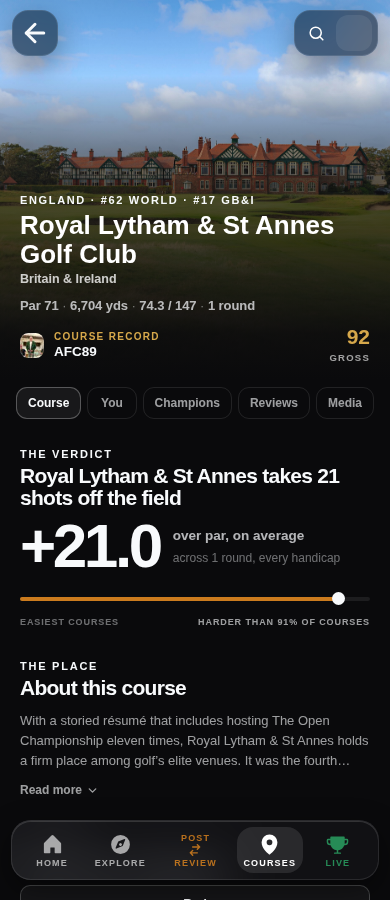 ENGLAND · #62 WORLD · #17 GB&I
Royal Lytham & St Annes
Golf Club
Britain & Ireland
Par 71 · 6,704 yds · 74.3 / 147 · 1 round
COURSE RECORD
AFC89
92
GROSS
Course You Champions Reviews Media
THE VERDICT
Royal Lytham & St Annes takes 21
shots off the field
+21.0
over par, on average
across 1 round, every handicap
EASIEST COURSES
HARDER THAN 91% OF COURSES
THE PLACE
About this course
With a storied résumé that includes hosting The Open
Championship eleven times, Royal Lytham & St Annes holds
a firm place among golf’s elite venues. It was the fourth…
Read more
HOME EXPLORE POST REVIEW COURSES LIVE